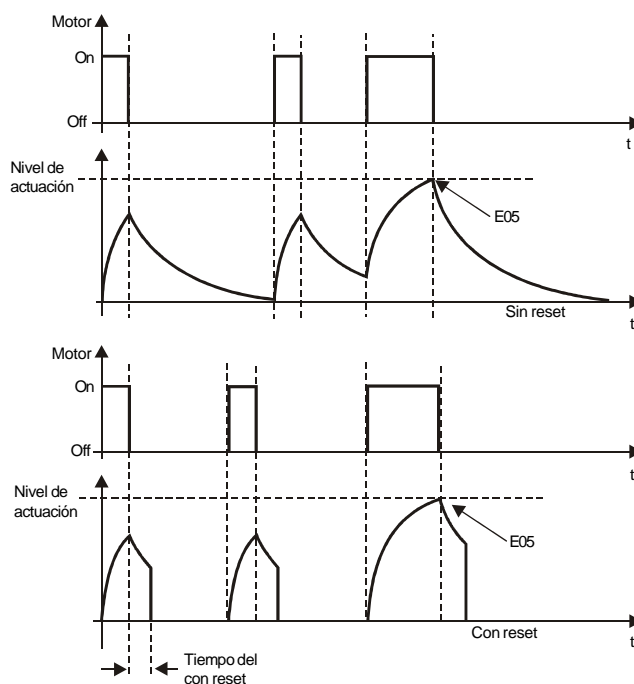 Motor
On
Off
t
Nivel de
actuación
E05
Sin reset
t
Motor
On
Off
t
Nivel de
actuación
E05
Con reset
t
Tiempo del
con reset